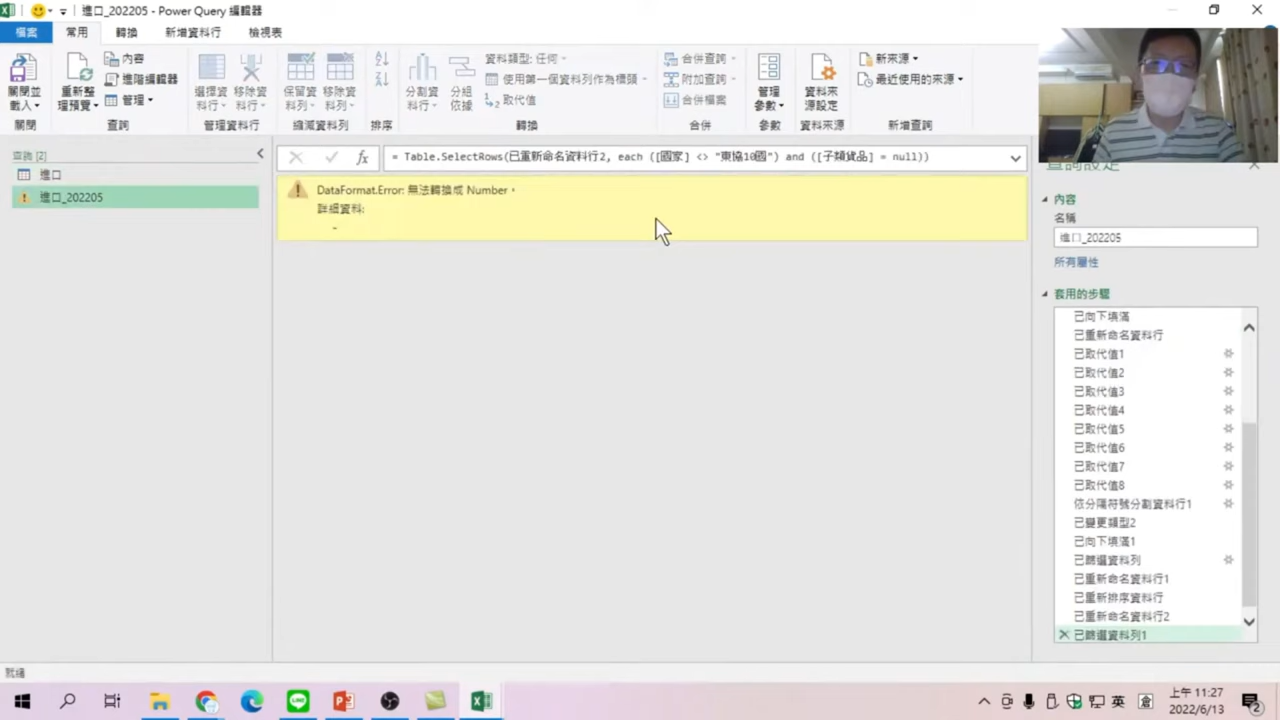 進口_202205 - Power Query 編輯器
檔案
常用
轉換
新增資料行
檢視表
關閉並
載入
關閉
重新整
理預覽
內容
進階編輯器
管理
查詢
選擇資
料行
移除資
料行
管理資料行
保留資
料列
移除資
料列
縮減資料列
排序
分割資
料行
分組
依據
資料類型: 任何
使用第一個資料列作為標頭
取代值
轉換
合併查詢
附加查詢
合併檔案
合併
管理
參數
參數
資料來
源設定
資料來源
新來源
最近使用的來源
新增查詢
查詢 [2]
進口
進口_202205
= Table.SelectRows(已重新命名資料行2, each ([國家] <> "東協10國") and ([子類貨品] = null))
DataFormat.Error: 無法轉換成 Number。
詳細資料:
-
查詢設定
內容
名稱
進口_202205
所有屬性
套用的步驟
已向下填滿
已重新命名資料行
已取代值1
已取代值2
已取代值3
已取代值4
已取代值5
已取代值6
已取代值7
已取代值8
依分隔符號分割資料行1
已變更類型2
已向下填滿1
已篩選資料列
已重新命名資料行1
已重新排序資料行
已重新命名資料行2
已篩選資料列1
就緒
英
上午 11:27
2022/6/13
2